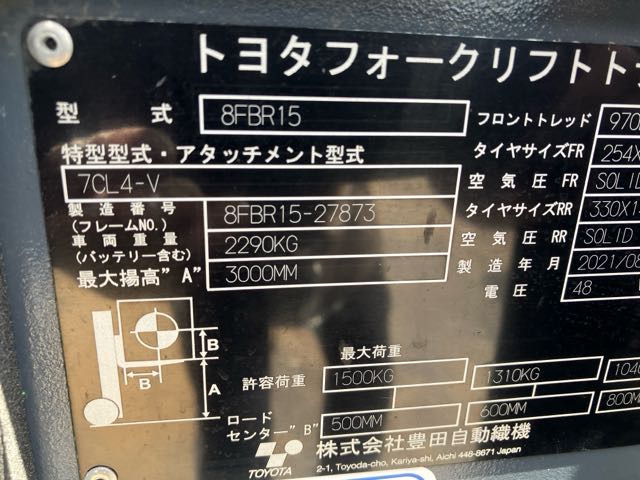 トヨタフォークリフトト
型式 8FBR15
特型型式・アタッチメント型式
7CL4-V
製造番号 (フレームNO.) 8FBR15-27873
車両重量 (バッテリー含む) 2290KG
最大揚高"A" 3000MM
フロントトレッド 970
タイヤサイズFR 254X
空気圧 FR SOLID
タイヤサイズRR 330X1
空気圧 RR SOLID
製造年月 2021/08
電圧 48
B
B
A
最大荷重
許容荷重 1500KG 1310KG 104
ロードセンター"B" 500MM 600MM 800M
TOYOTA
株式会社豊田自動織機
2-1, Toyoda-cho, Kariya-shi, Aichi 448-8671 Japan